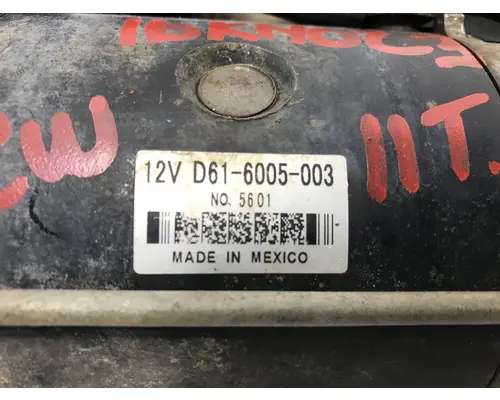 CW
11T.
12V D61-6005-003
NO. 5601
MADE IN MEXICO